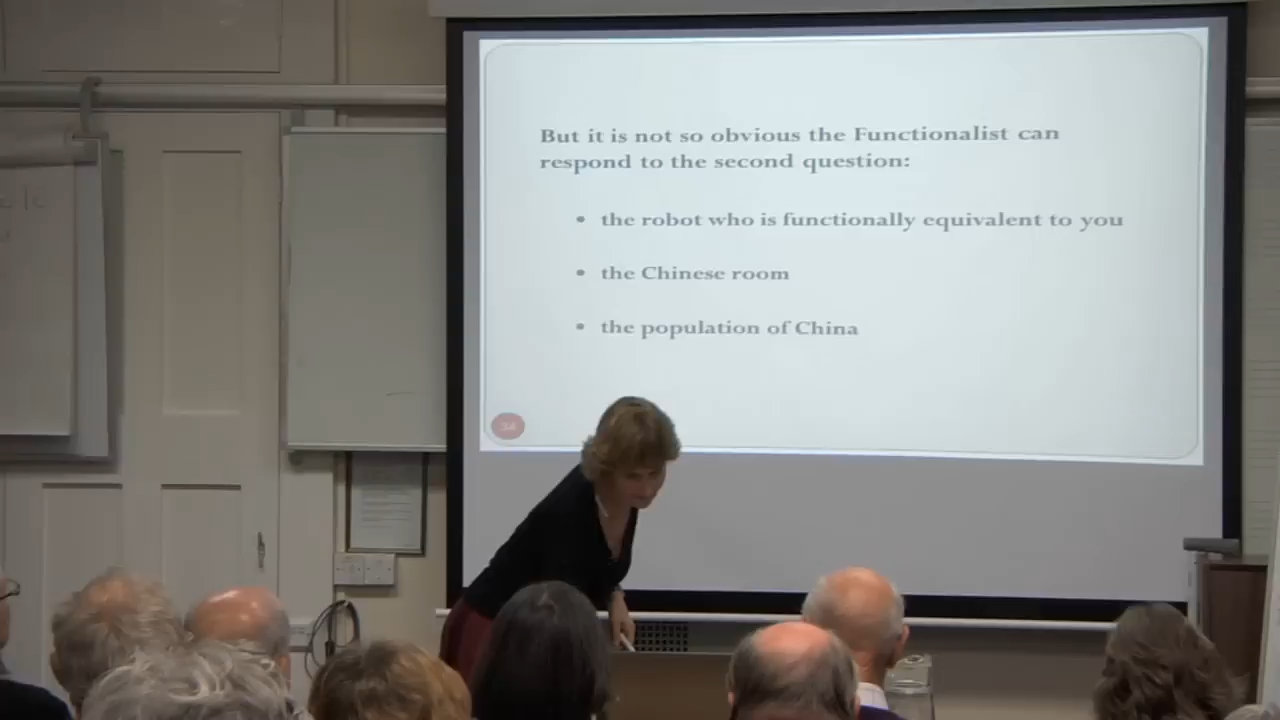 But it is not so obvious the Functionalist can
respond to the second question:
• the robot who is functionally equivalent to you
• the Chinese room
• the population of China
34